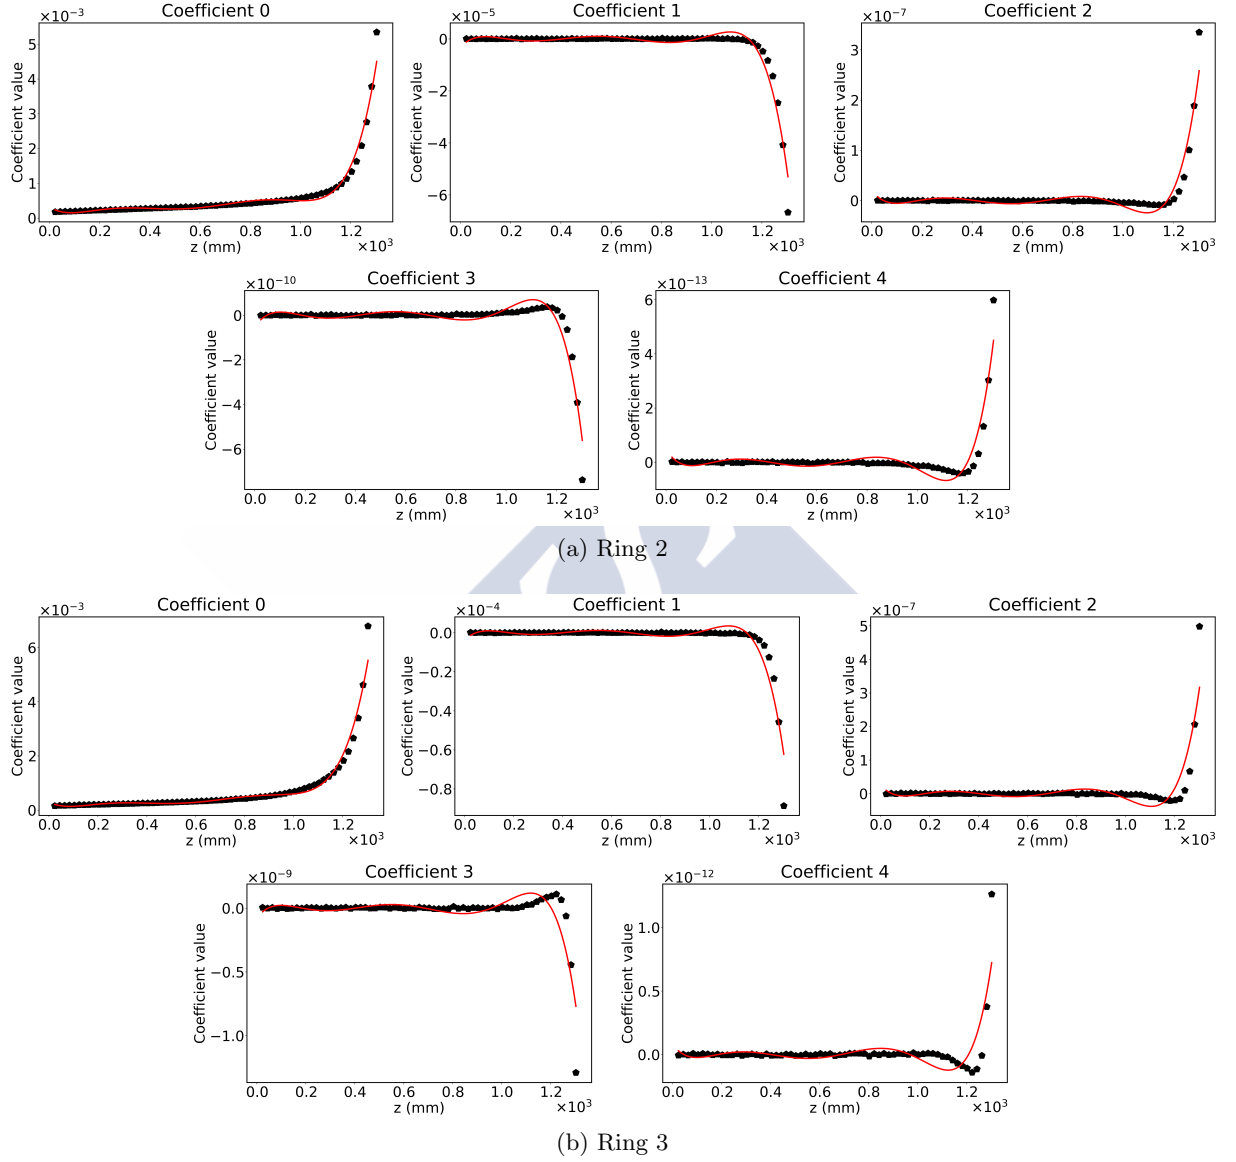 Coefficient 0
×10⁻³
Coefficient value
5
4
3
2
1
0
0.0 0.2 0.4 0.6 0.8 1.0 1.2
z (mm)
×10³
Coefficient 1
×10⁻⁵
Coefficient value
0
−2
−4
−6
0.0 0.2 0.4 0.6 0.8 1.0 1.2
z (mm)
×10³
Coefficient 2
×10⁻⁷
Coefficient value
3
1
0
0.0 0.2 0.4 0.6 0.8 1.0 1.2
z (mm)
×10³
Coefficient 3
×10⁻¹⁰
Coefficient value
0
−2
−4
−6
0.0 0.2 0.4 0.6 0.8 1.0 1.2
z (mm)
×10³
Coefficient 4
×10⁻¹³
Coefficient value
6
4
2
0
0.0 0.2 0.4 0.6 0.8 1.0 1.2
z (mm)
×10³
(a) Ring 2
Coefficient 0
×10⁻³
Coefficient value
6
4
2
0
0.0 0.2 0.4 0.6 0.8 1.0 1.2
z (mm)
×10³
Coefficient 1
×10⁻⁴
Coefficient value
0.0
−0.2
−0.4
−0.6
−0.8
0.0 0.2 0.4 0.6 0.8 1.0 1.2
z (mm)
×10³
Coefficient 2
×10⁻⁷
Coefficient value
5
4
3
1
0
0.0 0.2 0.4 0.6 0.8 1.0 1.2
z (mm)
×10³
Coefficient 3
×10⁻⁹
Coefficient value
0.0
−0.5
−1.0
0.0 0.2 0.4 0.6 0.8 1.0 1.2
z (mm)
×10³
Coefficient 4
×10⁻¹²
Coefficient value
1.0
0.5
0.0
0.0 0.2 0.4 0.6 0.8 1.0 1.2
z (mm)
×10³
(b) Ring 3